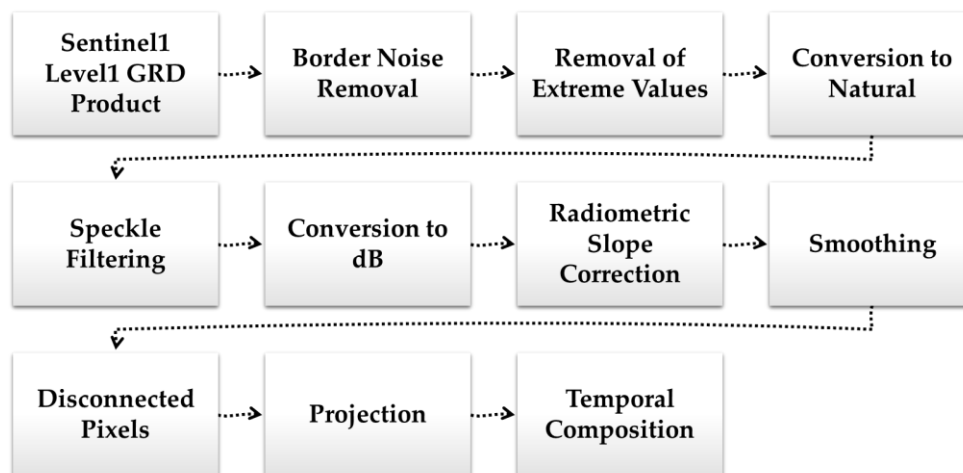 Sentinel1
Level1 GRD
Product
Border Noise
Removal
Removal of
Extreme Values
Conversion to
Natural
Speckle
Filtering
Conversion to
dB
Radiometric
Slope
Correction
Smoothing
Disconnected
Pixels
Projection
Temporal
Composition